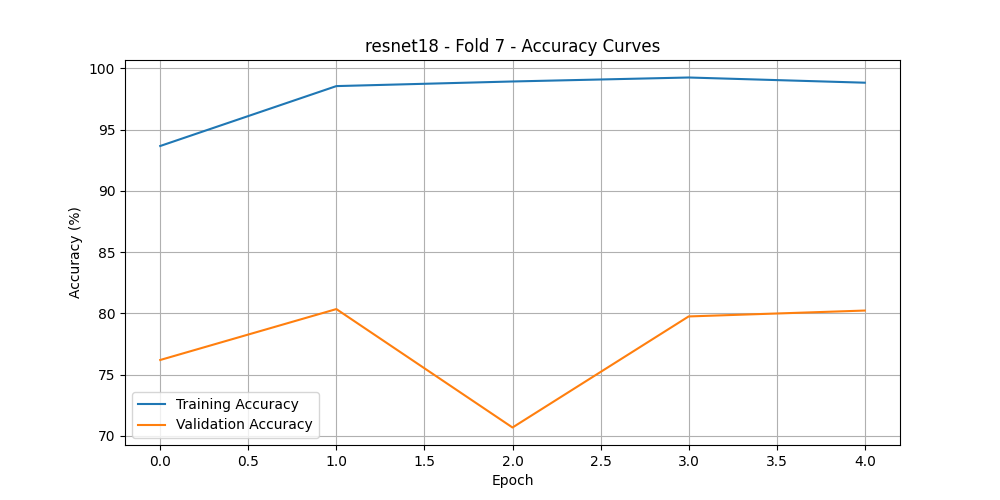 resnet18 - Fold 7 - Accuracy Curves
Accuracy (%)
100
95
90
85
80
75
70
Training Accuracy
Validation Accuracy
0.0 0.5 1.0 1.5 2.0 2.5 3.0 3.5 4.0
Epoch